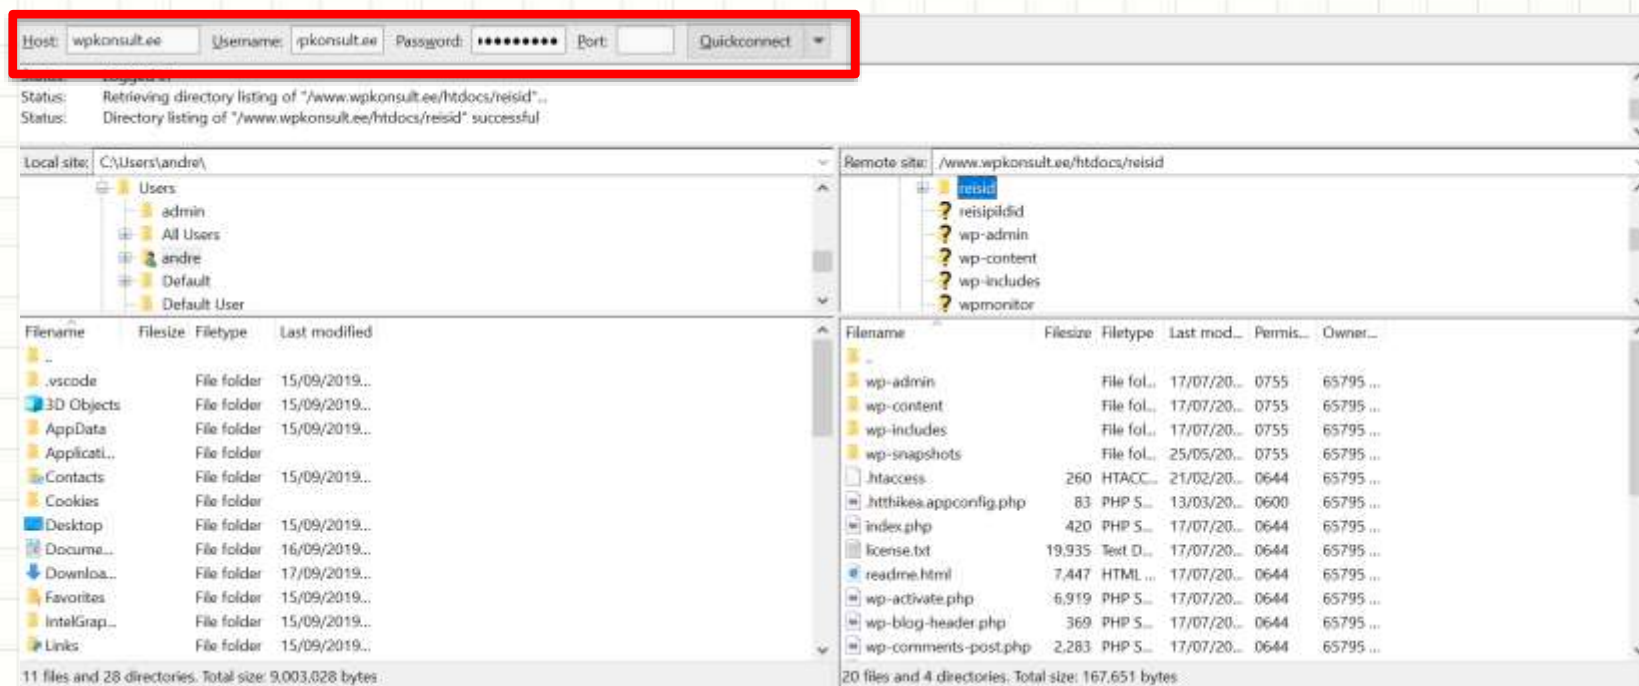 Host: wpkonsult.ee Username: pkonsult.ee Password: ●●●●●●●●● Port: Quickconnect
Status: Logged in
Status: Retrieving directory listing of "/www.wpkonsult.ee/htdocs/reisid"...
Status: Directory listing of "/www.wpkonsult.ee/htdocs/reisid" successful
Local site: C:\Users\andre\
Users
admin
All Users
andre
Default
Default User
Filename Filesize Filetype Last modified
..
.vscode File folder 15/09/2019...
3D Objects File folder 15/09/2019...
AppData File folder 15/09/2019...
Applicati... File folder
Contacts File folder 15/09/2019...
Cookies File folder
Desktop File folder 15/09/2019...
Docume... File folder 16/09/2019...
Downloa... File folder 17/09/2019...
Favorites File folder 15/09/2019...
IntelGrap... File folder 15/09/2019...
Links File folder 15/09/2019...
11 files and 28 directories. Total size: 9,003,028 bytes
Remote site: /www.wpkonsult.ee/htdocs/reisid
reisid
reisipildid
wp-admin
wp-content
wp-includes
wpmonitor
Filename Filesize Filetype Last mod... Permis... Owner...
..
wp-admin File fol... 17/07/20... 0755 65795 ...
wp-content File fol... 17/07/20... 0755 65795 ...
wp-includes File fol... 17/07/20... 0755 65795 ...
wp-snapshots File fol... 25/05/20... 0755 65795 ...
.htaccess 260 HTACC... 21/02/20... 0644 65795 ...
.htthikea.appconfig.php 83 PHP S... 13/03/20... 0600 65795 ...
index.php 420 PHP S... 17/07/20... 0644 65795 ...
license.txt 19,935 Text D... 17/07/20... 0644 65795 ...
readme.html 7,447 HTML ... 17/07/20... 0644 65795 ...
wp-activate.php 6,919 PHP S... 17/07/20... 0644 65795 ...
wp-blog-header.php 369 PHP S... 17/07/20... 0644 65795 ...
wp-comments-post.php 2,283 PHP S... 17/07/20... 0644 65795 ...
20 files and 4 directories. Total size: 167,651 bytes